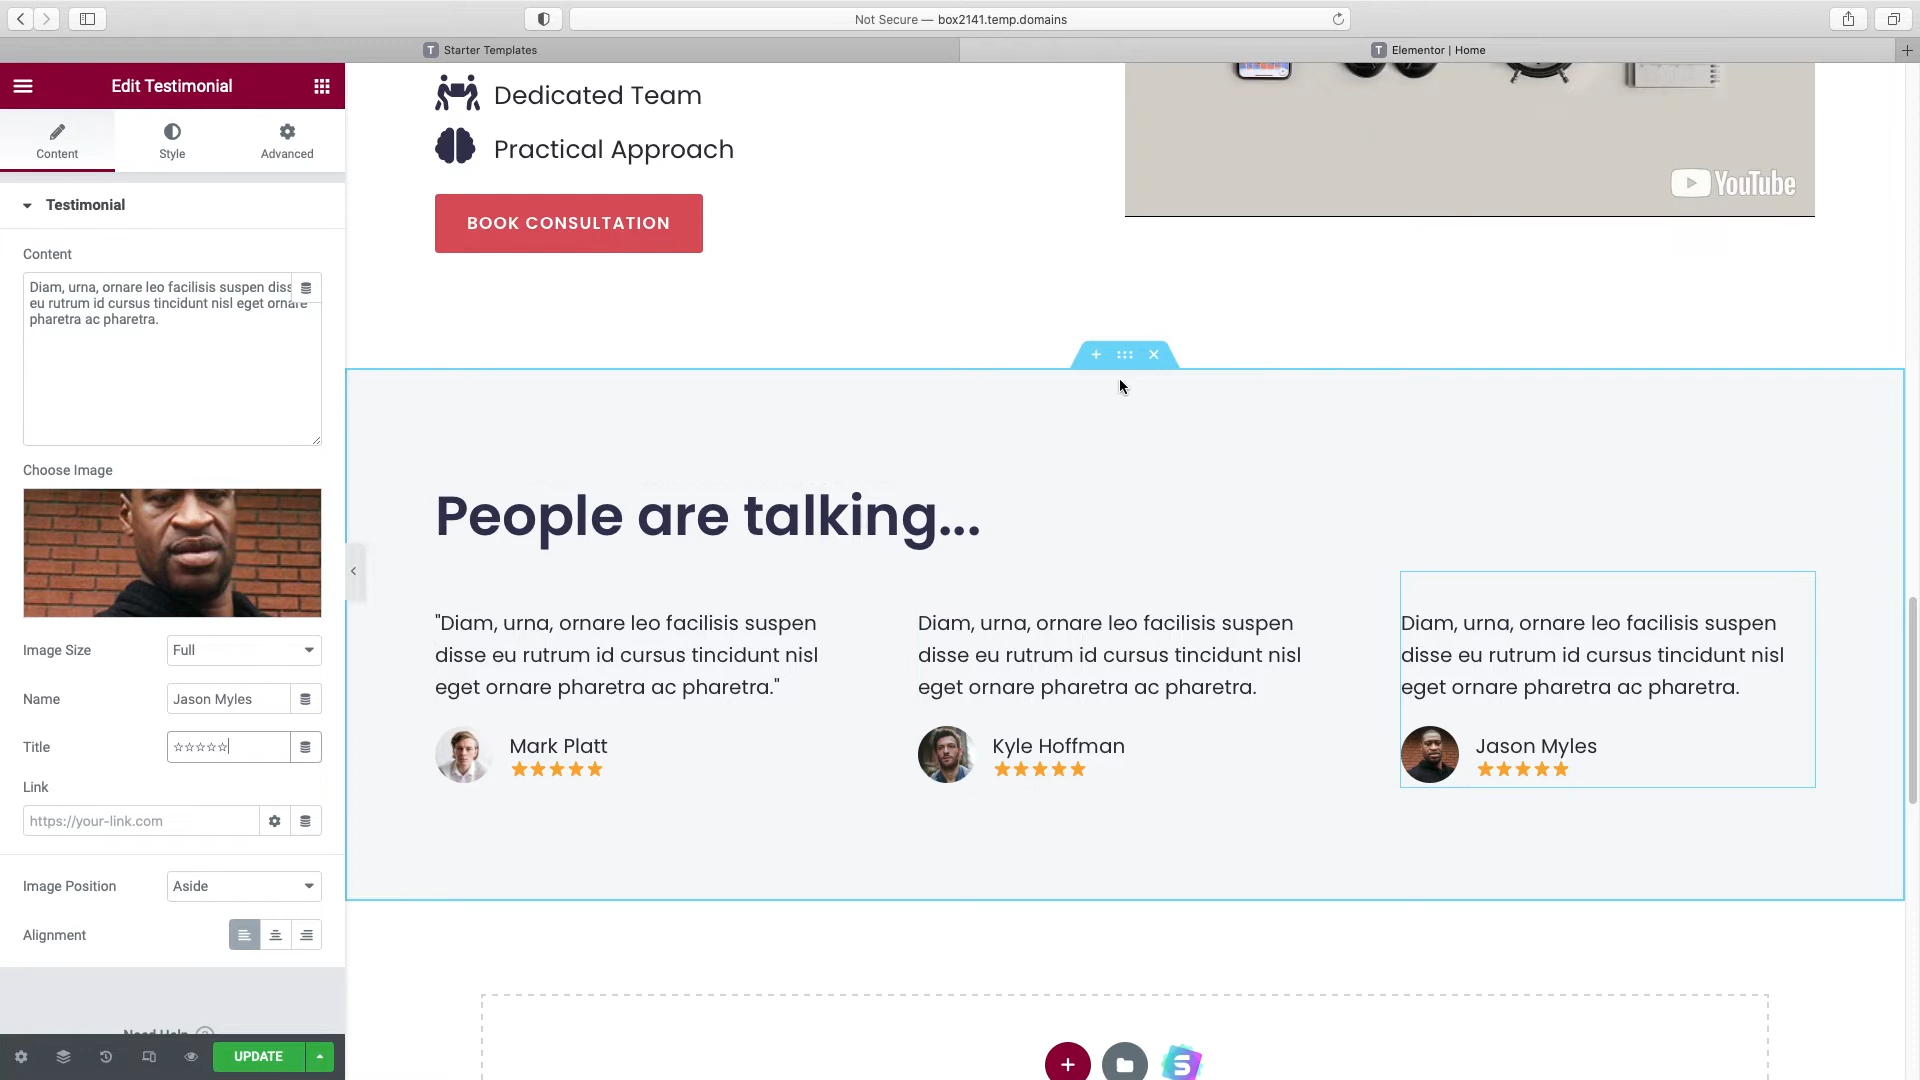 Not Secure — box2141.temp.domains
T Starter Templates
T Elementor | Home
Edit Testimonial
Content
Style
Advanced
Testimonial
Content
Diam, urna, ornare leo facilisis suspen diss
eu rutrum id cursus tincidunt nisl eget ornare
pharetra ac pharetra.
Choose Image
Image Size
Full
Name
Jason Myles
Title
☆☆☆☆☆
Link
https://your-link.com
Image Position
Aside
Alignment
Need Help ?
UPDATE
Dedicated Team
Practical Approach
BOOK CONSULTATION
YouTube
People are talking...
"Diam, urna, ornare leo facilisis suspen
disse eu rutrum id cursus tincidunt nisl
eget ornare pharetra ac pharetra."
Mark Platt
★★★★★
Diam, urna, ornare leo facilisis suspen
disse eu rutrum id cursus tincidunt nisl
eget ornare pharetra ac pharetra.
Kyle Hoffman
★★★★★
Diam, urna, ornare leo facilisis suspen
disse eu rutrum id cursus tincidunt nisl
eget ornare pharetra ac pharetra.
Jason Myles
★★★★★
S